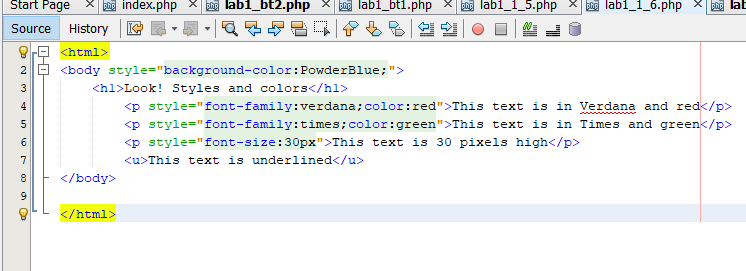 Start Page index.php lab1_bt2.php lab1_bt1.php lab1_1_5.php lab1_1_6.php
Source History
<html>
2 <body style="background-color:PowderBlue;">
3 <h1>Look! Styles and colors</h1>
4 <p style="font-family:verdana;color:red">This text is in Verdana and red</p>
5 <p style="font-family:times;color:green">This text is in Times and green</p>
6 <p style="font-size:30px">This text is 30 pixels high</p>
7 <u>This text is underlined</u>
8 </body>
9
</html>